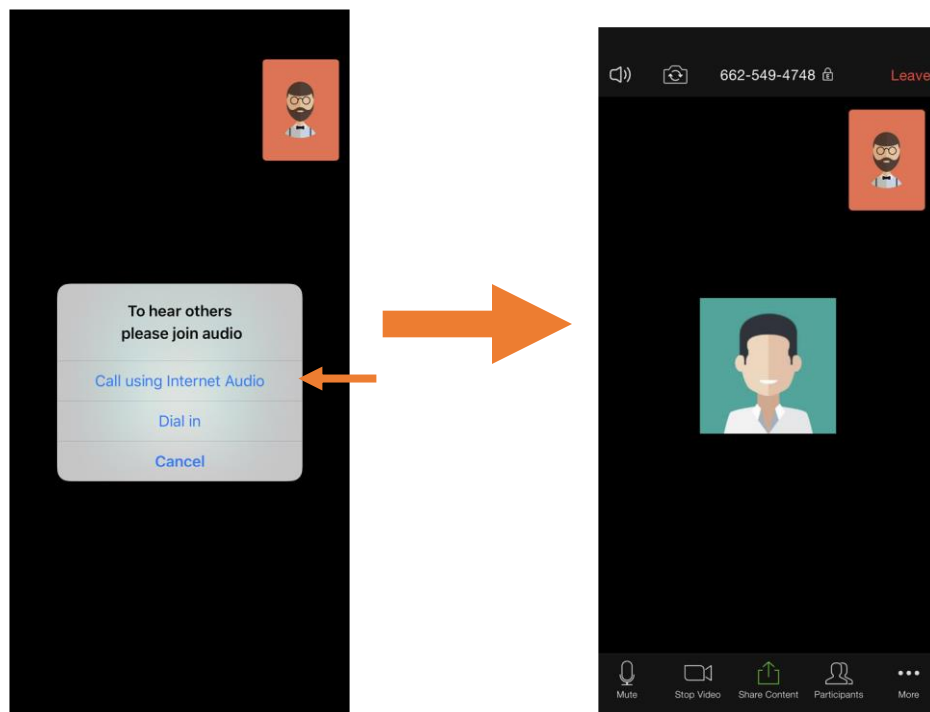 To hear others
please join audio
Call using Internet Audio
Dial in
Cancel
662-549-4748
Leave
Mute
Stop Video
Share Content
Participants
More